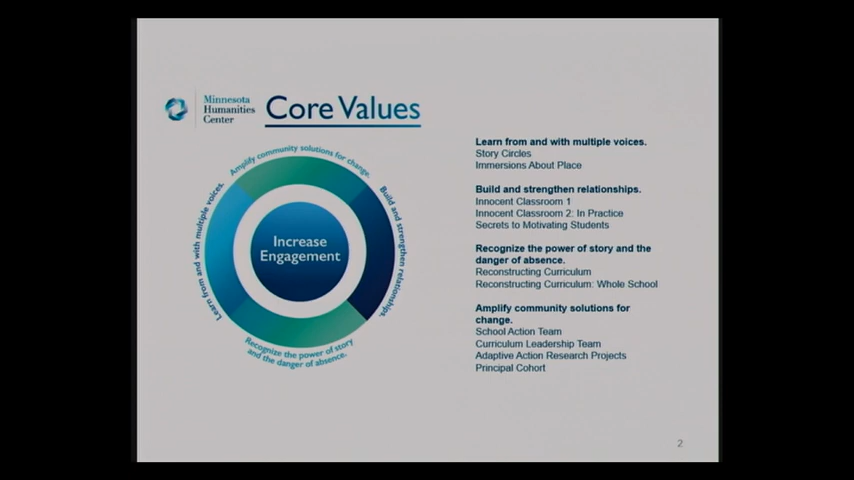 Minnesota
Humanities
Center
Core Values
Amplify community solutions for change.
Build and strengthen relationships.
Learn from and with multiple voices.
Recognize the power of story
and the danger of absence.
Increase
Engagement
Learn from and with multiple voices.
Story Circles
Immersions About Place
Build and strengthen relationships.
Innocent Classroom 1
Innocent Classroom 2: In Practice
Secrets to Motivating Students
Recognize the power of story and the
danger of absence.
Reconstructing Curriculum
Reconstructing Curriculum: Whole School
Amplify community solutions for
change.
School Action Team
Curriculum Leadership Team
Adaptive Action Research Projects
Principal Cohort
2